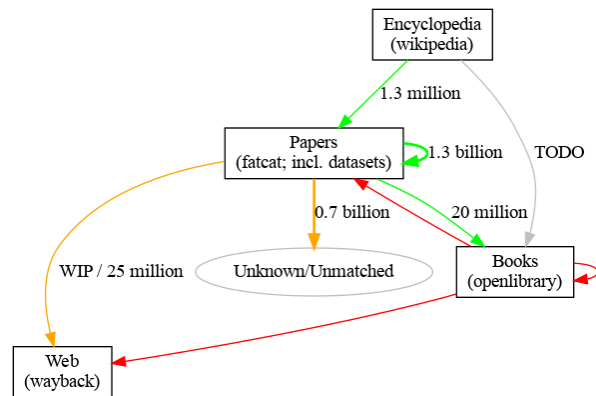 Encyclopedia
(wikipedia)
1.3 million
Papers
(fatcat; incl. datasets)
1.3 billion
TODO
0.7 billion
20 million
WIP / 25 million
Unknown/Unmatched
Books
(openlibrary)
Web
(wayback)